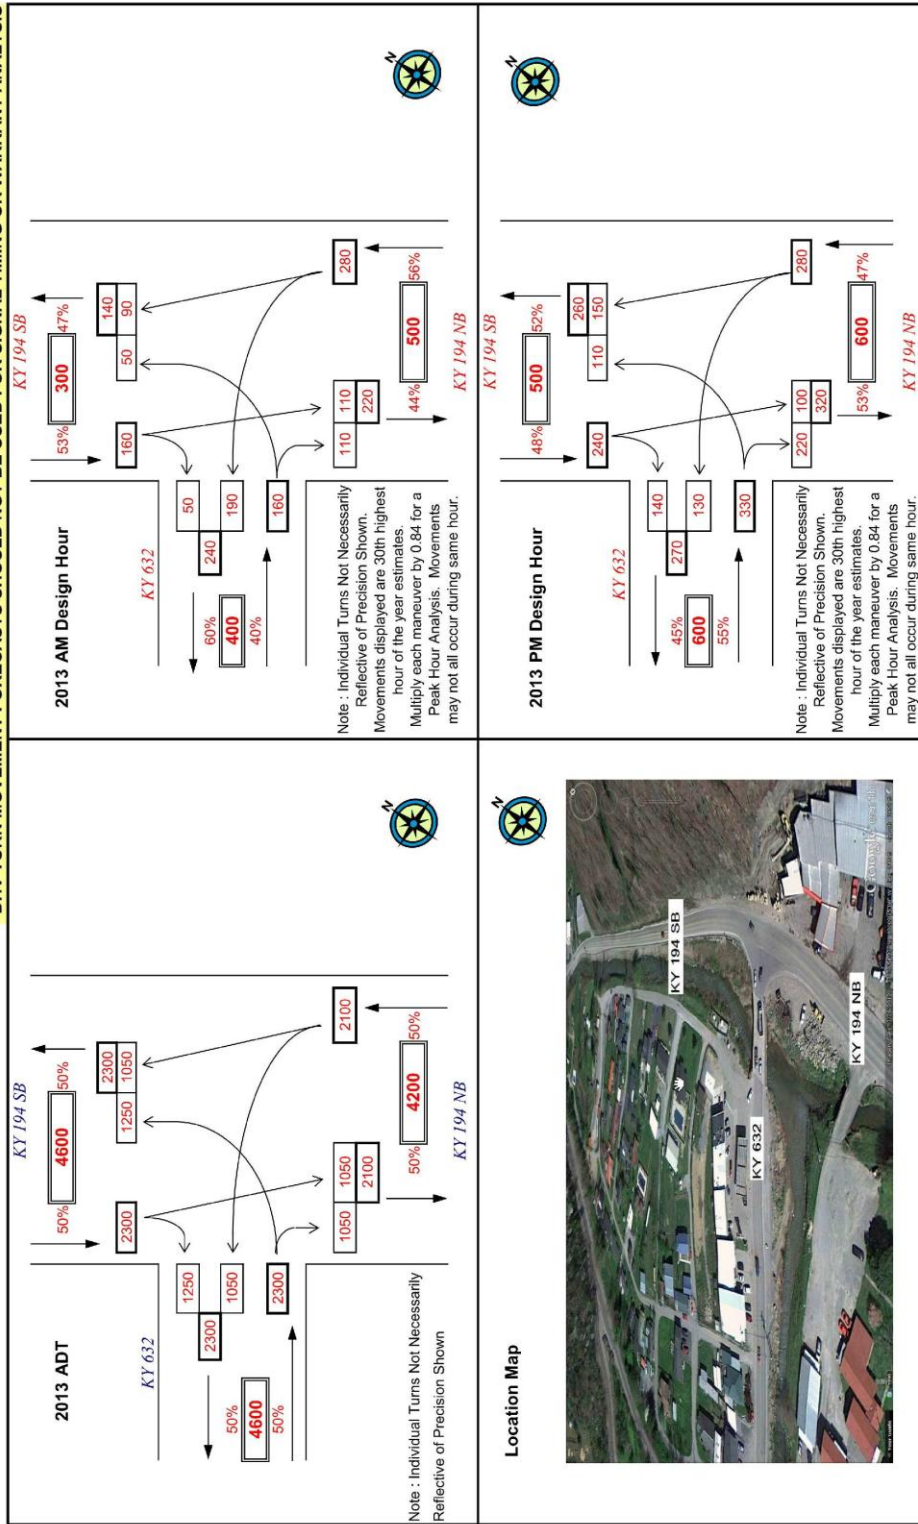 2013 ADT
KY 194 SB
4600
50%
50%
2300
2300
1250
1050
KY 632
1250
2300
1050
50%
4600
50%
2300
2100
1050
1050
2100
50%
4200
50%
KY 194 NB
Note : Individual Turns Not Necessarily
Reflective of Precision Shown
2013 AM Design Hour
KY 194 SB
300
53%
47%
160
140
50
90
KY 632
50
240
190
60%
400
40%
160
280
110
110
220
44%
500
56%
KY 194 NB
Note : Individual Turns Not Necessarily
Reflective of Precision Shown.
Movements displayed are 30th highest
hour of the year estimates.
Multiply each maneuver by 0.84 for a
Peak Hour Analysis. Movements
may not all occur during same hour.
N
N
Location Map
KY 194 SB
KY 632
KY 194 NB
N
2013 PM Design Hour
KY 194 SB
500
48%
52%
240
260
110
150
KY 632
140
270
130
45%
600
55%
330
280
220
100
320
53%
600
47%
KY 194 NB
Note : Individual Turns Not Necessarily
Reflective of Precision Shown.
Movements displayed are 30th highest
hour of the year estimates.
Multiply each maneuver by 0.84 for a
Peak Hour Analysis. Movements
may not all occur during same hour.
N